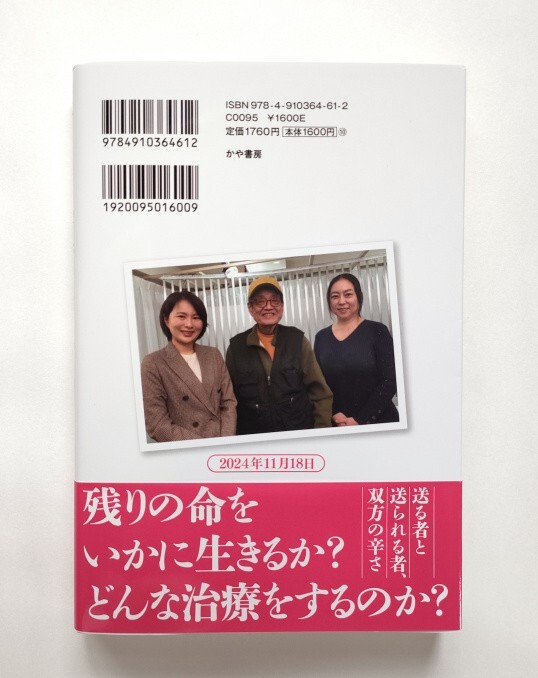 ISBN978-4-910364-61-2
C0095 ¥1600E
定価1760円 本体1600円 ⑩
9784910364612
かや書房
1920095016009
2024年11月18日
送る者と
送られる者、
双方の辛さ
残りの命を
いかに生きるか?
どんな治療をするのか?